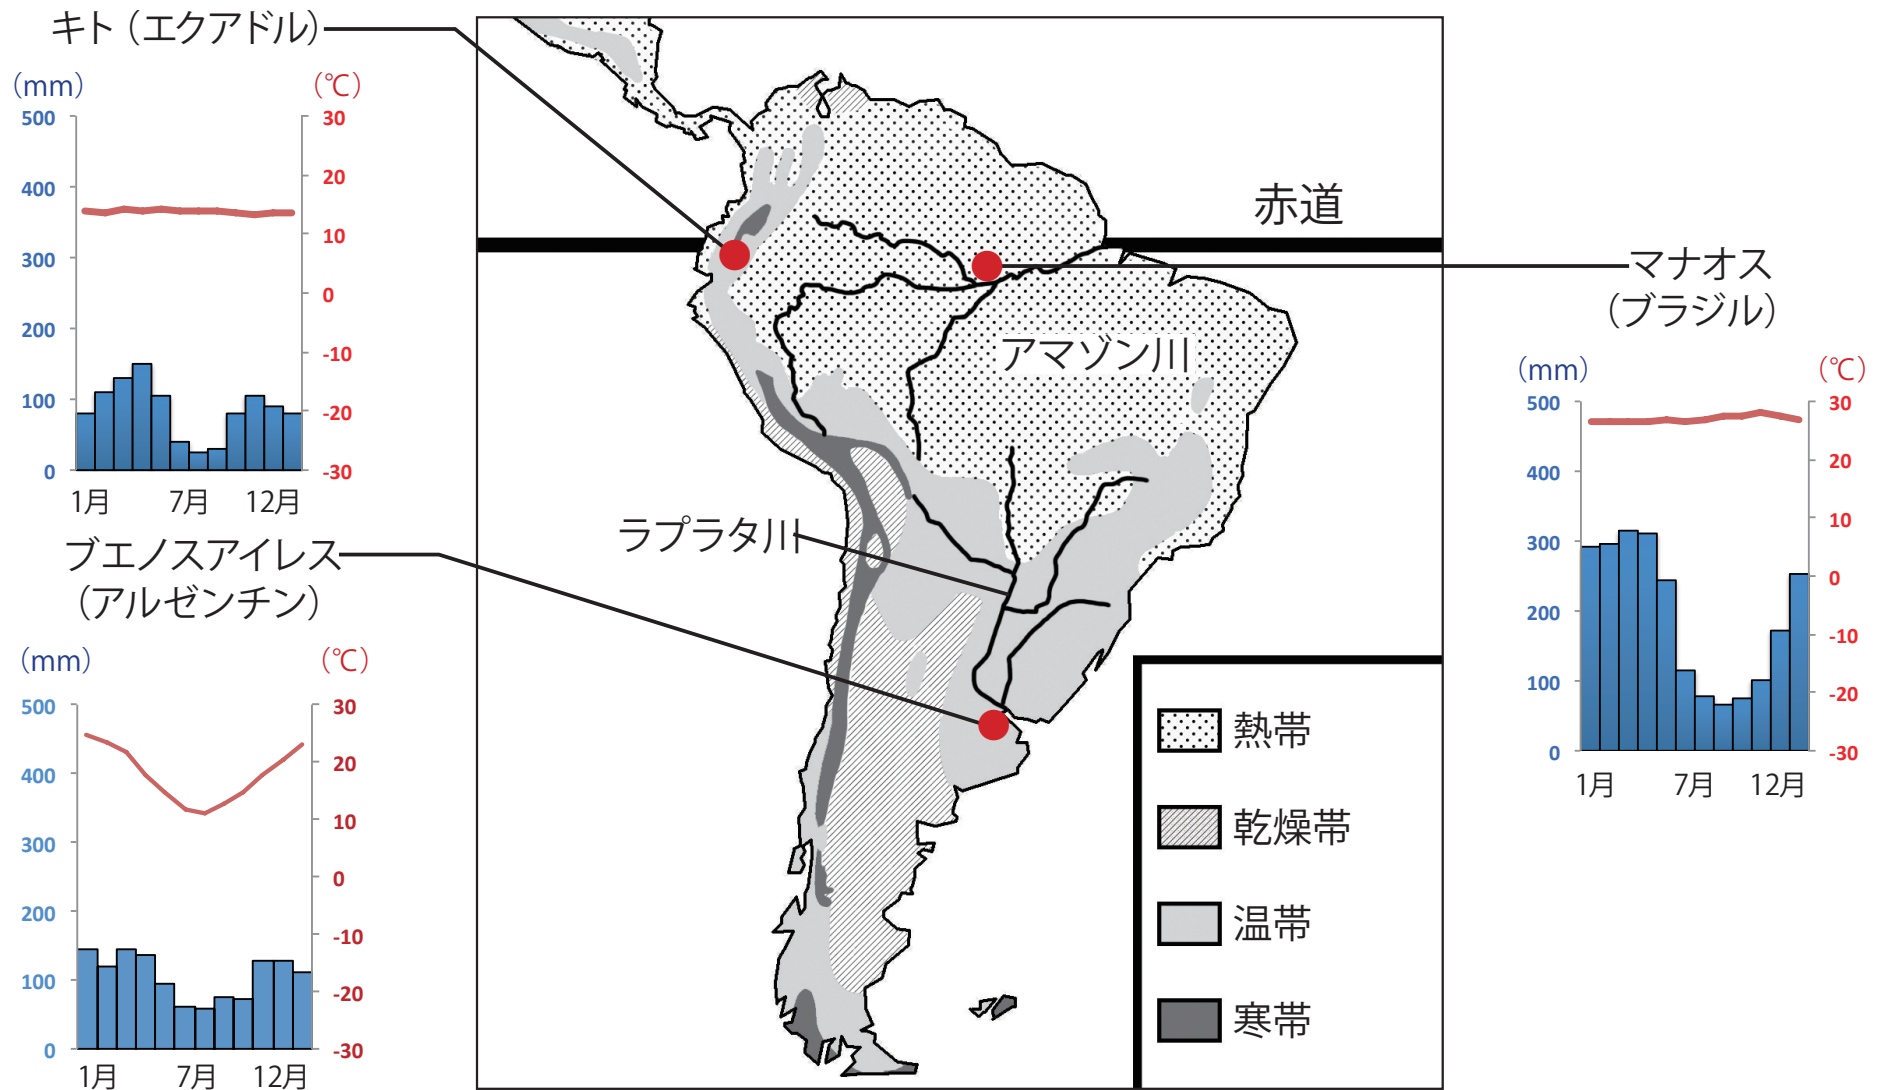 キト（エクアドル）
（mm）
（℃）
500
400
300
200
100
0
30
20
10
0
-10
-20
-30
1月
7月
12月
ブエノスアイレス
（アルゼンチン）
（mm）
（℃）
500
400
300
200
100
0
30
20
10
0
-10
-20
-30
1月
7月
12月
赤道
アマゾン川
ラプラタ川
熱帯
乾燥帯
温帯
寒帯
マナオス
（ブラジル）
（mm）
（℃）
500
400
300
200
100
0
30
20
10
0
-10
-20
-30
1月
7月
12月